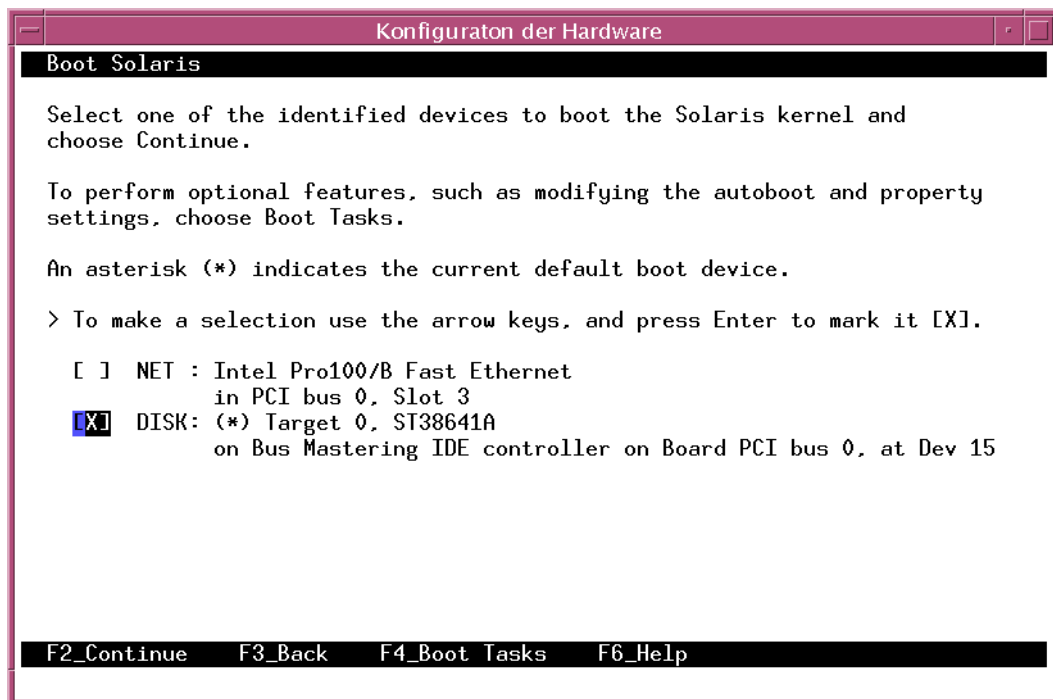 Konfiguraton der Hardware
Boot Solaris
Select one of the identified devices to boot the Solaris kernel and
choose Continue.
To perform optional features, such as modifying the autoboot and property
settings, choose Boot Tasks.
An asterisk (*) indicates the current default boot device.
> To make a selection use the arrow keys, and press Enter to mark it [X].
[ ] NET : Intel Pro100/B Fast Ethernet
in PCI bus 0, Slot 3
[X] DISK: (*) Target 0, ST38641A
on Bus Mastering IDE controller on Board PCI bus 0, at Dev 15
F2_Continue F3_Back F4_Boot Tasks F6_Help